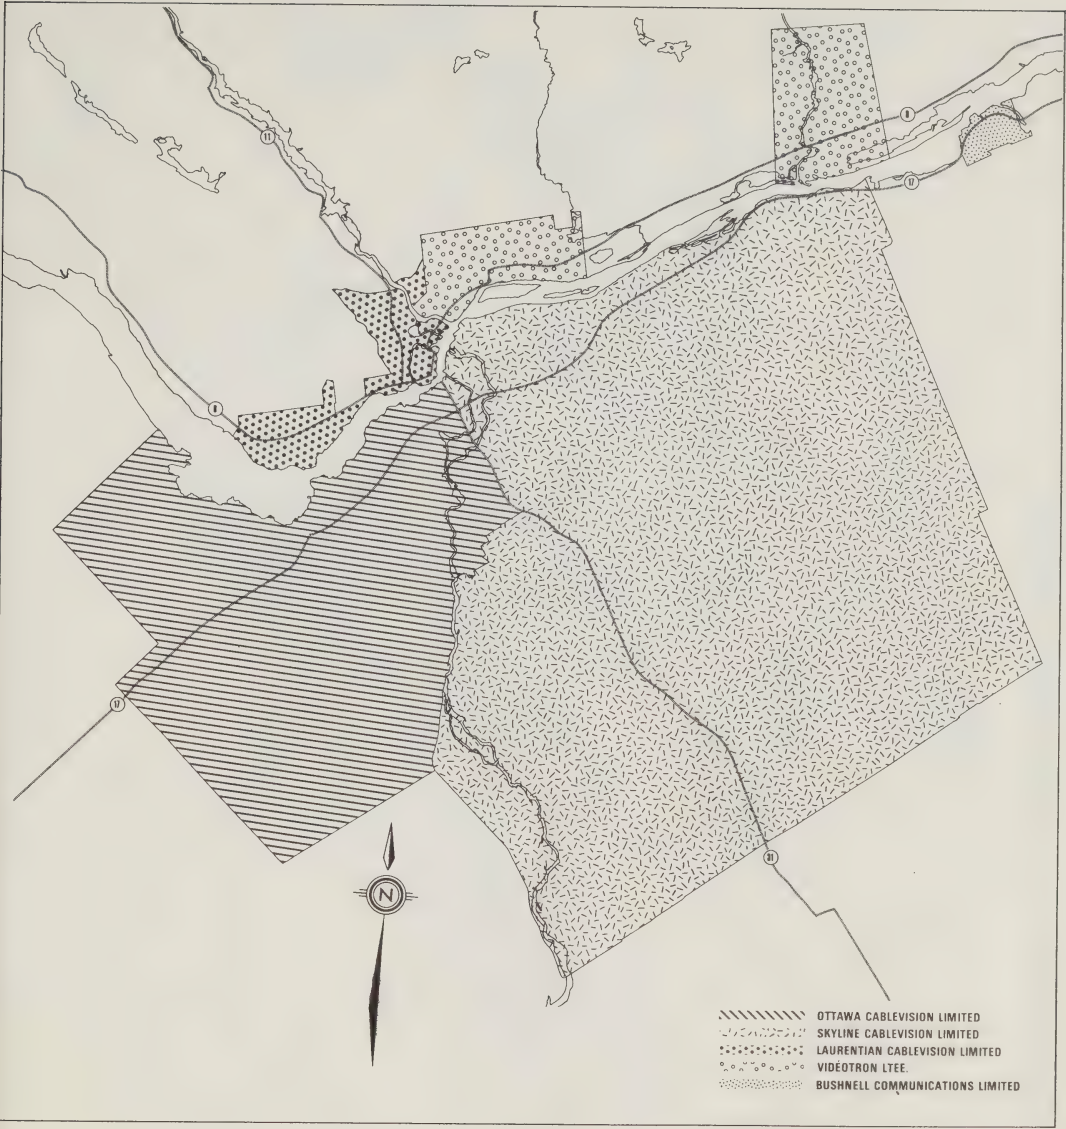 11
8
17
8
17
31
N
OTTAWA CABLEVISION LIMITED
SKYLINE CABLEVISION LIMITED
LAURENTIAN CABLEVISION LIMITED
VIDÉOTRON LTEE.
BUSHNELL COMMUNICATIONS LIMITED